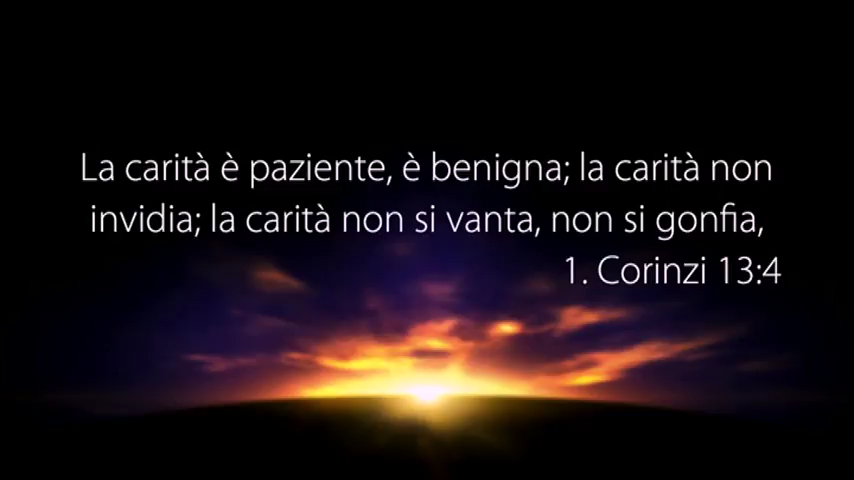 La carità è paziente, è benigna; la carità non
invidia; la carità non si vanta, non si gonfia,
1. Corinzi 13:4